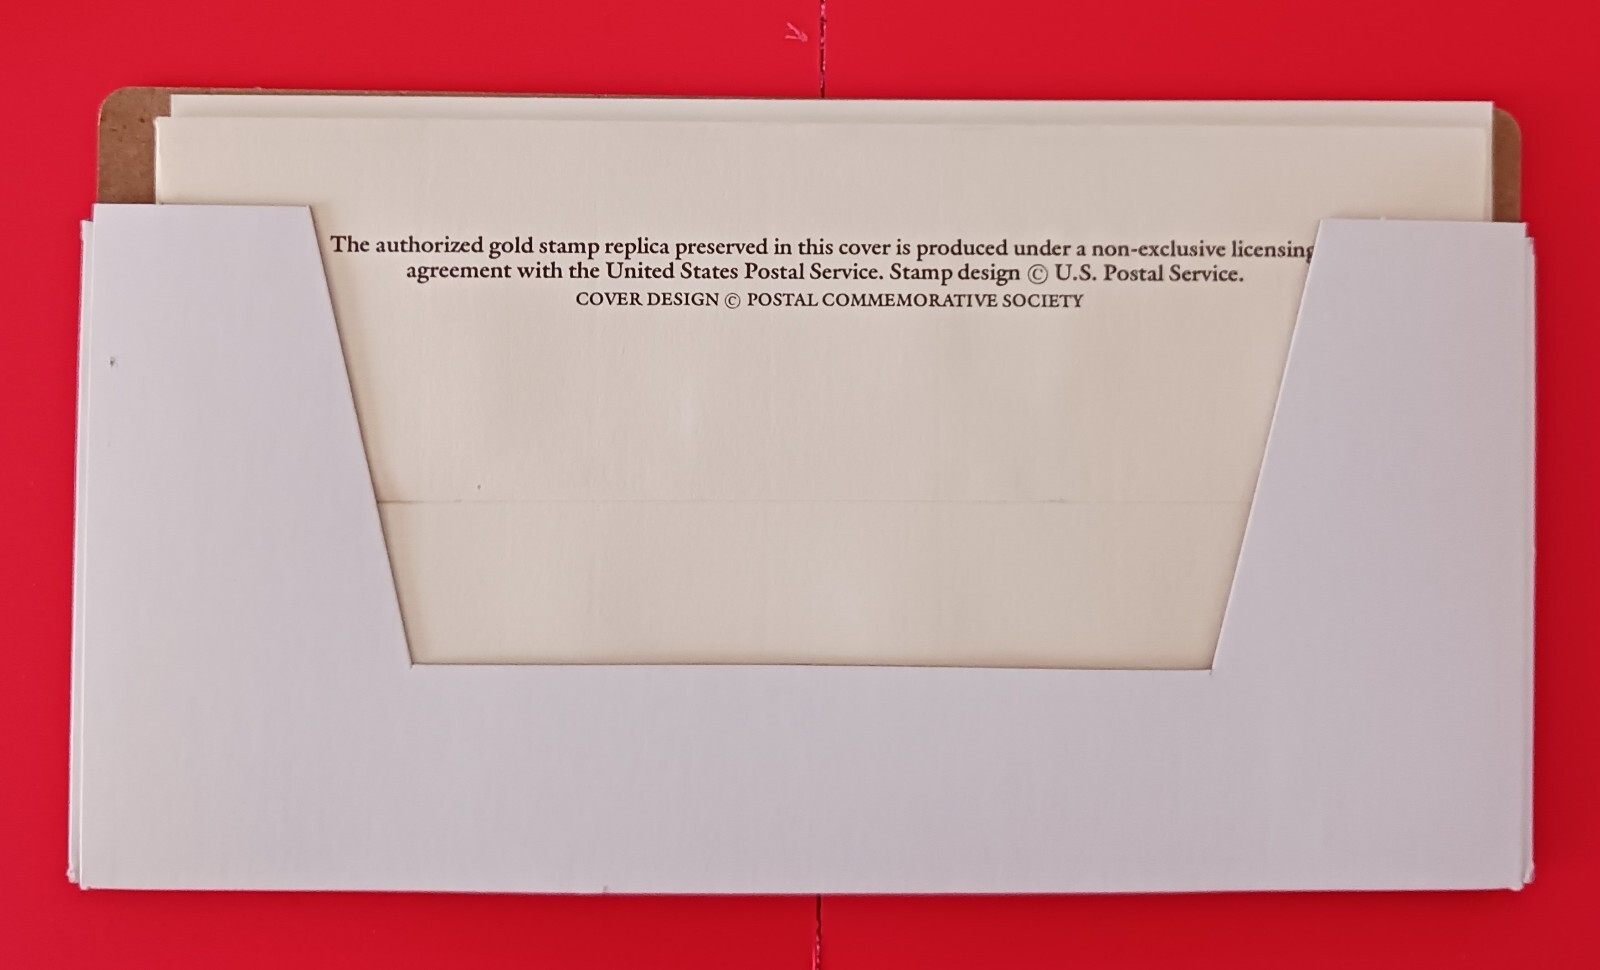 The authorized gold stamp replica preserved in this cover is produced under a non-exclusive licensing
agreement with the United States Postal Service. Stamp design © U.S. Postal Service.
COVER DESIGN © POSTAL COMMEMORATIVE SOCIETY